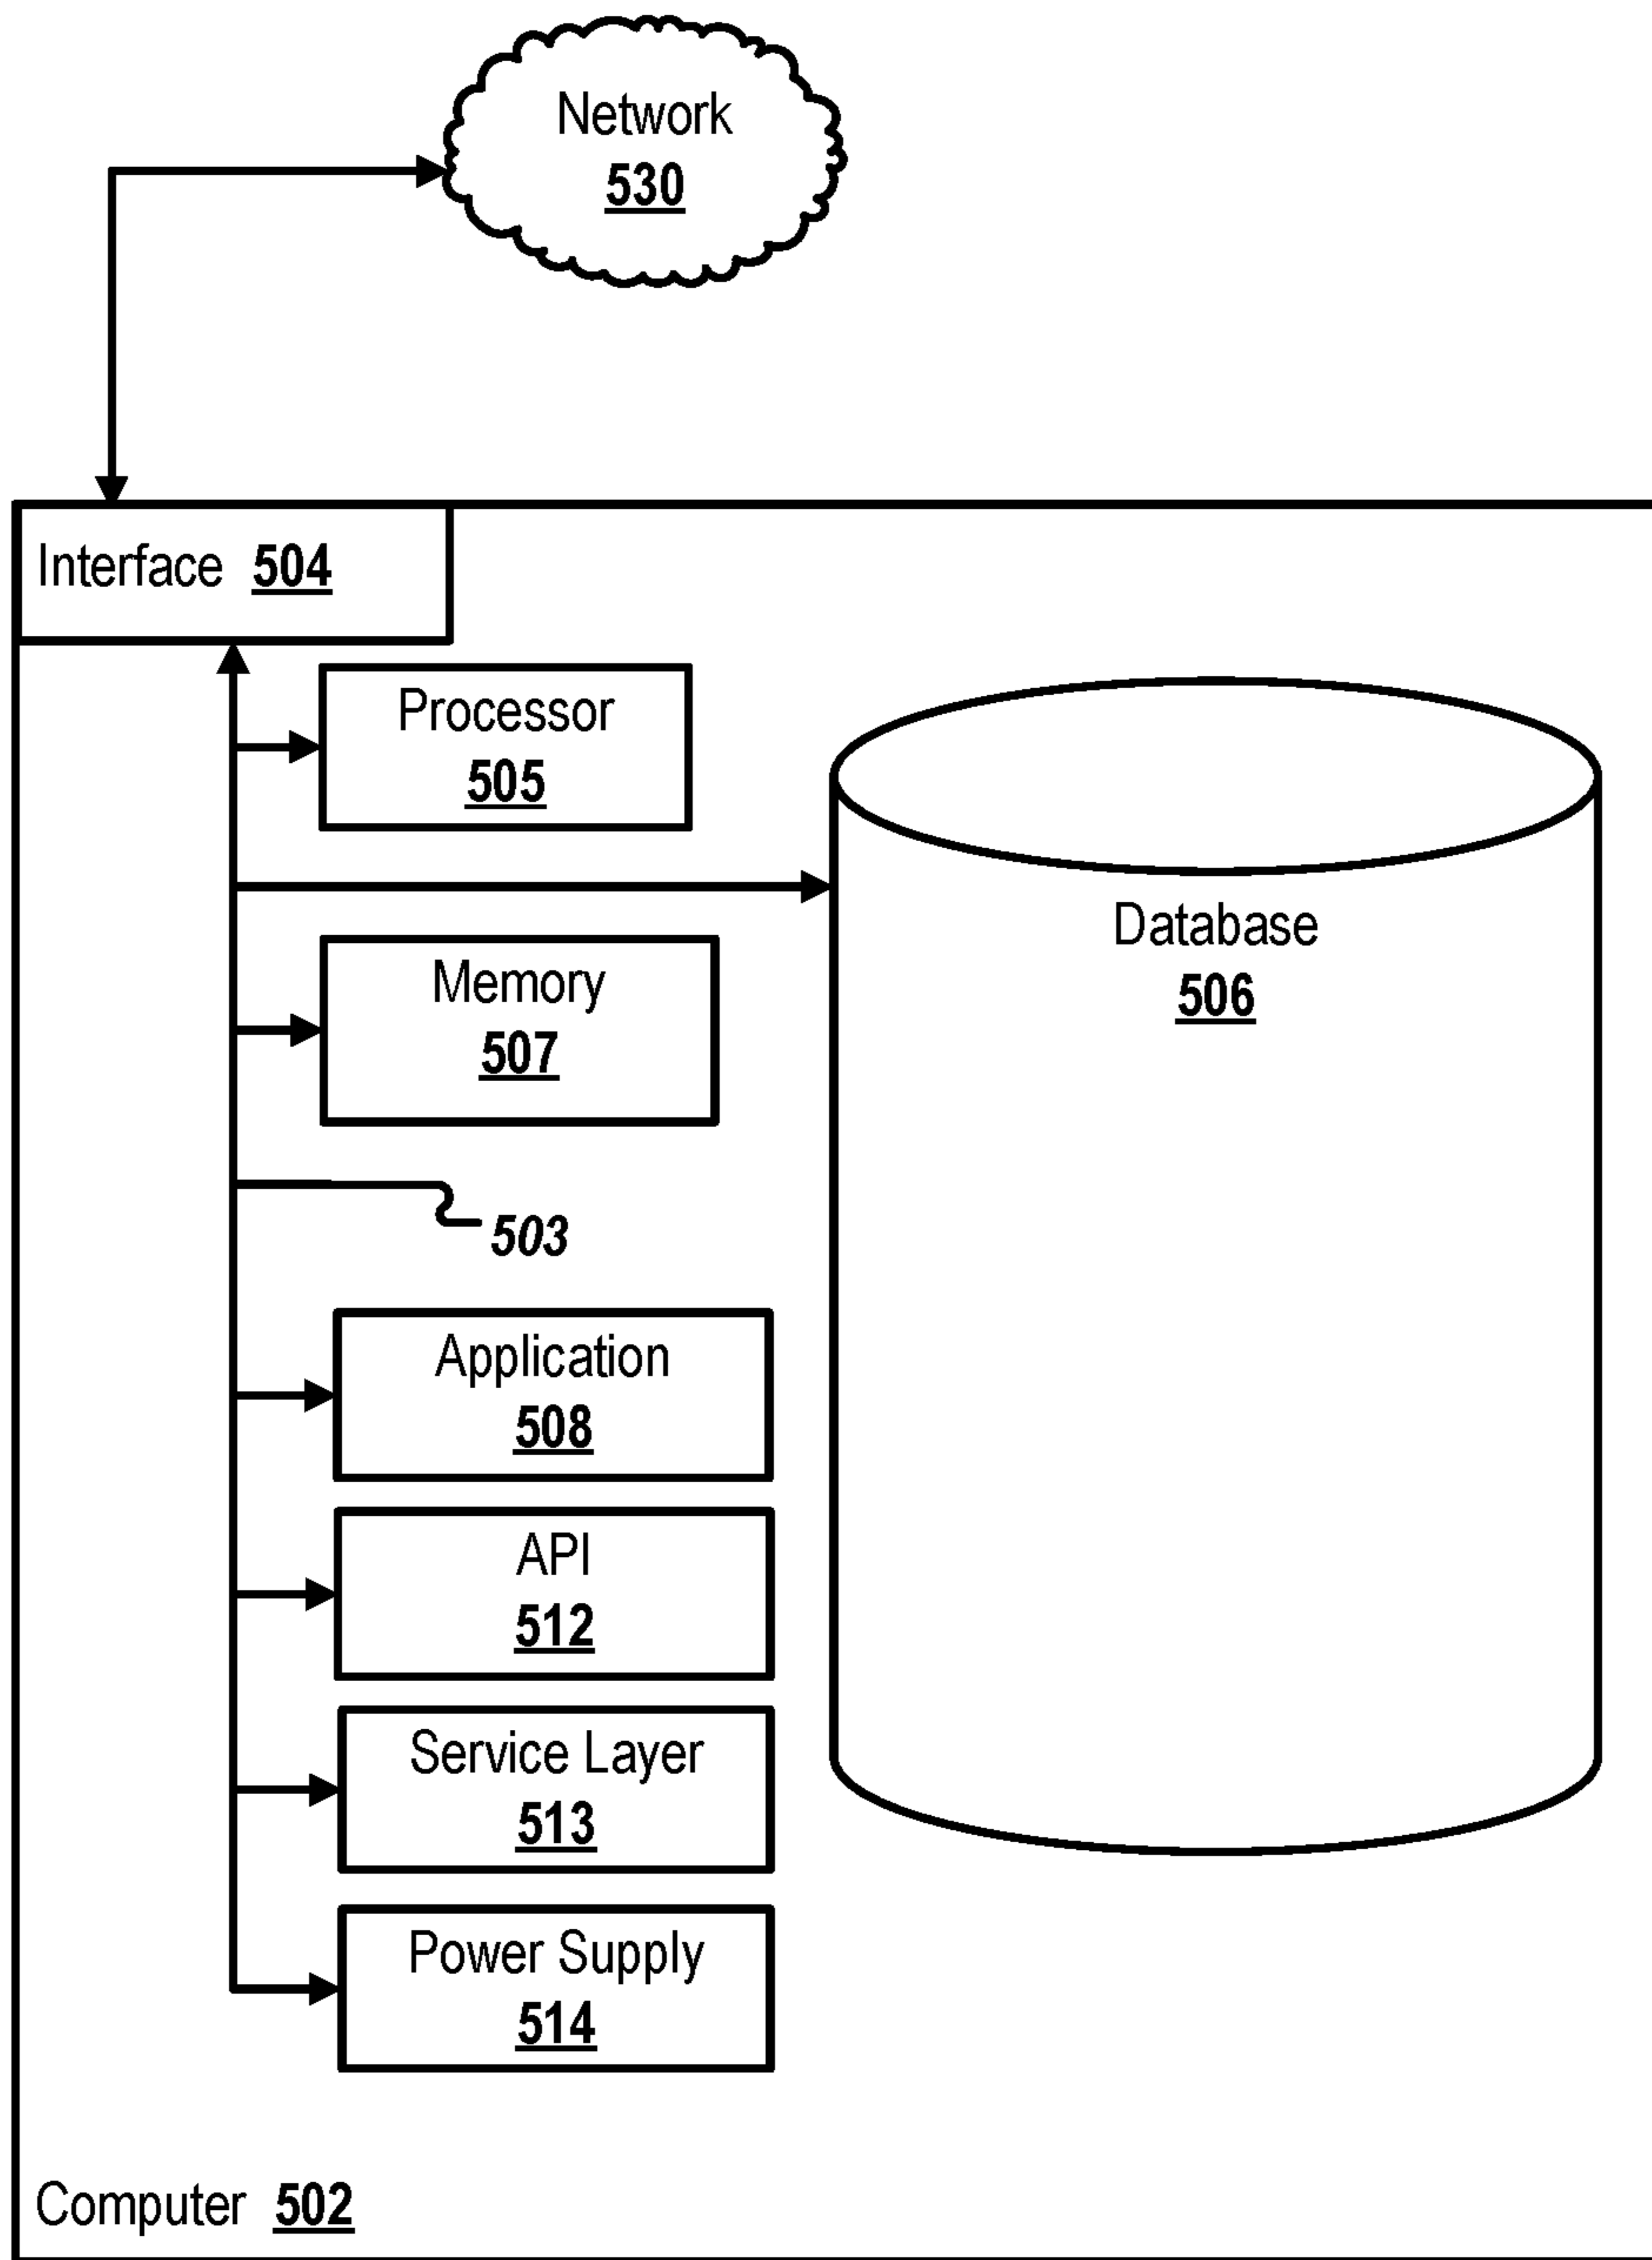 Network
530
Interface 504
Processor
505
Database
506
Memory
507
503
Application
508
API
512
Service Layer
513
Power Supply
514
Computer 502